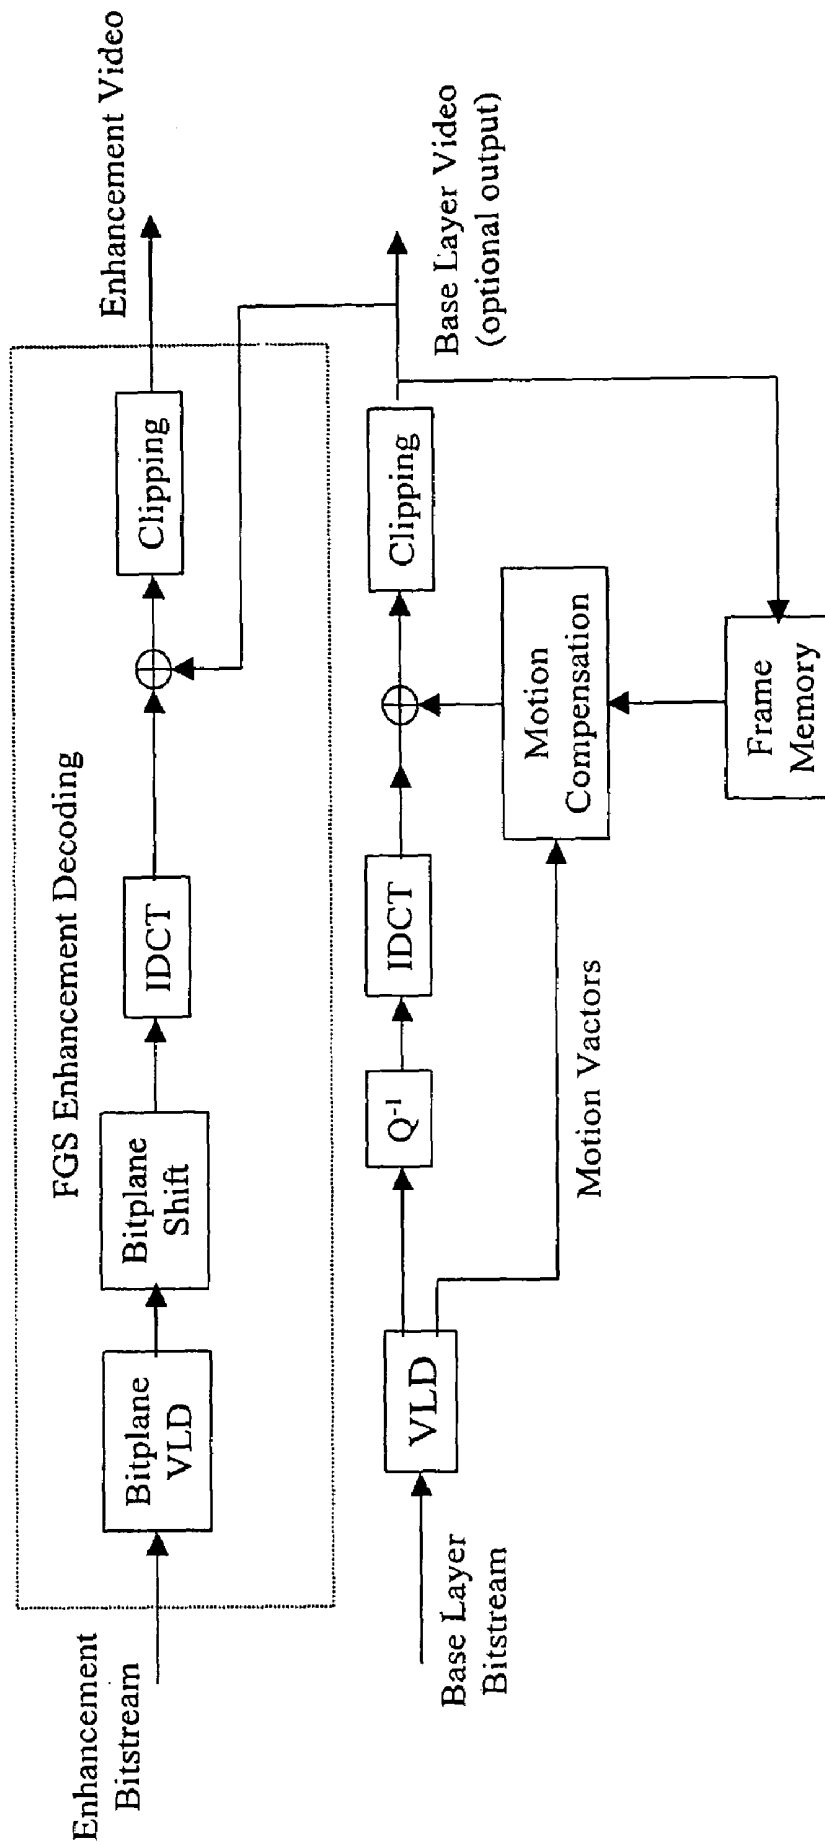 FGS Enhancement Decoding
Enhancement
Bitstream
Bitplane
VLD
Bitplane
Shift
IDCT
Clipping
Enhancement Video
Base Layer
Bitstream
VLD
Q-1
IDCT
Clipping
Base Layer Video
(optional output)
Motion Vactors
Motion
Compensation
Frame
Memory